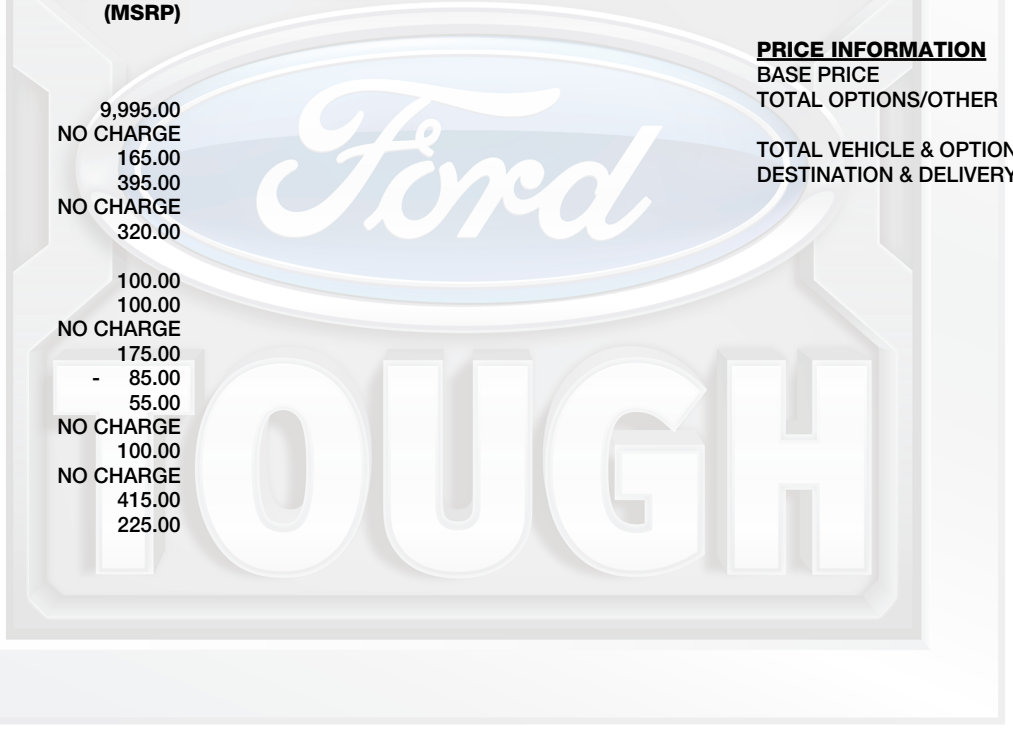 (MSRP)
9,995.00
NO CHARGE
165.00
395.00
NO CHARGE
320.00
100.00
100.00
NO CHARGE
175.00
- 85.00
55.00
NO CHARGE
100.00
NO CHARGE
415.00
225.00
PRICE INFORMATION
BASE PRICE
TOTAL OPTIONS/OTHER
TOTAL VEHICLE & OPTION
DESTINATION & DELIVERY
Ford
TOUGH